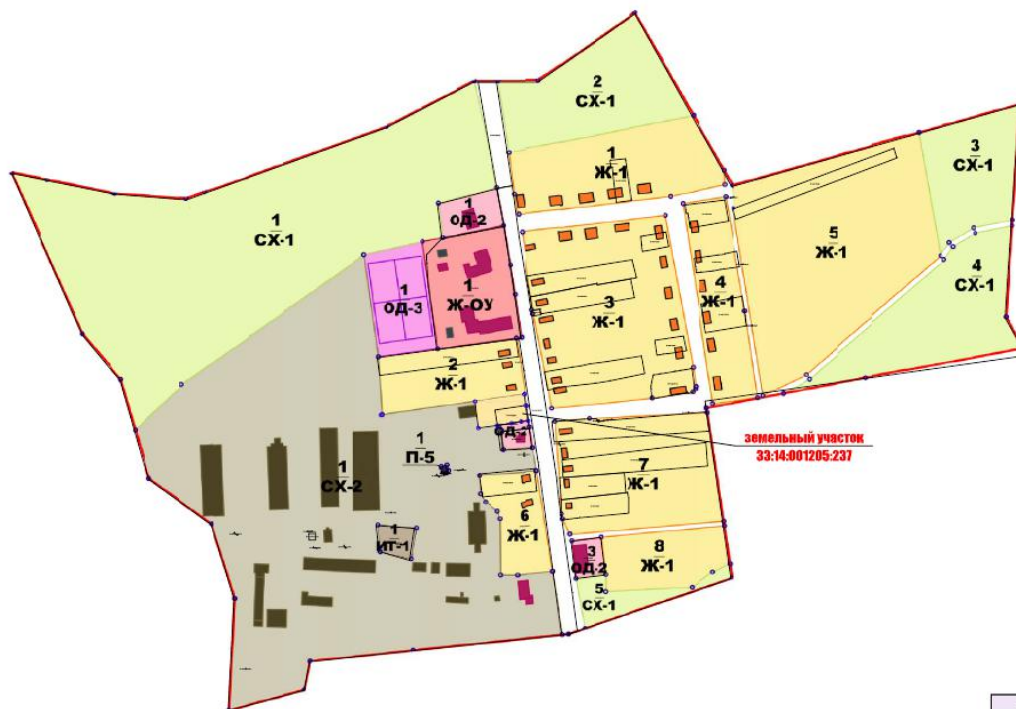 2
СХ-1
3
СХ-1
1
Ж-1
1
СХ-1
1
ОД-2
5
Ж-1
4
СХ-1
1
ОД-3
1
Ж-ОУ
3
Ж-1
4
Ж-1
2
Ж-1
земельный участок
33:14:001205:237
1
П-5
1
СХ-2
7
Ж-1
6
Ж-1
1
ИТ-1
3
ОД-2
8
Ж-1
5
СХ-1